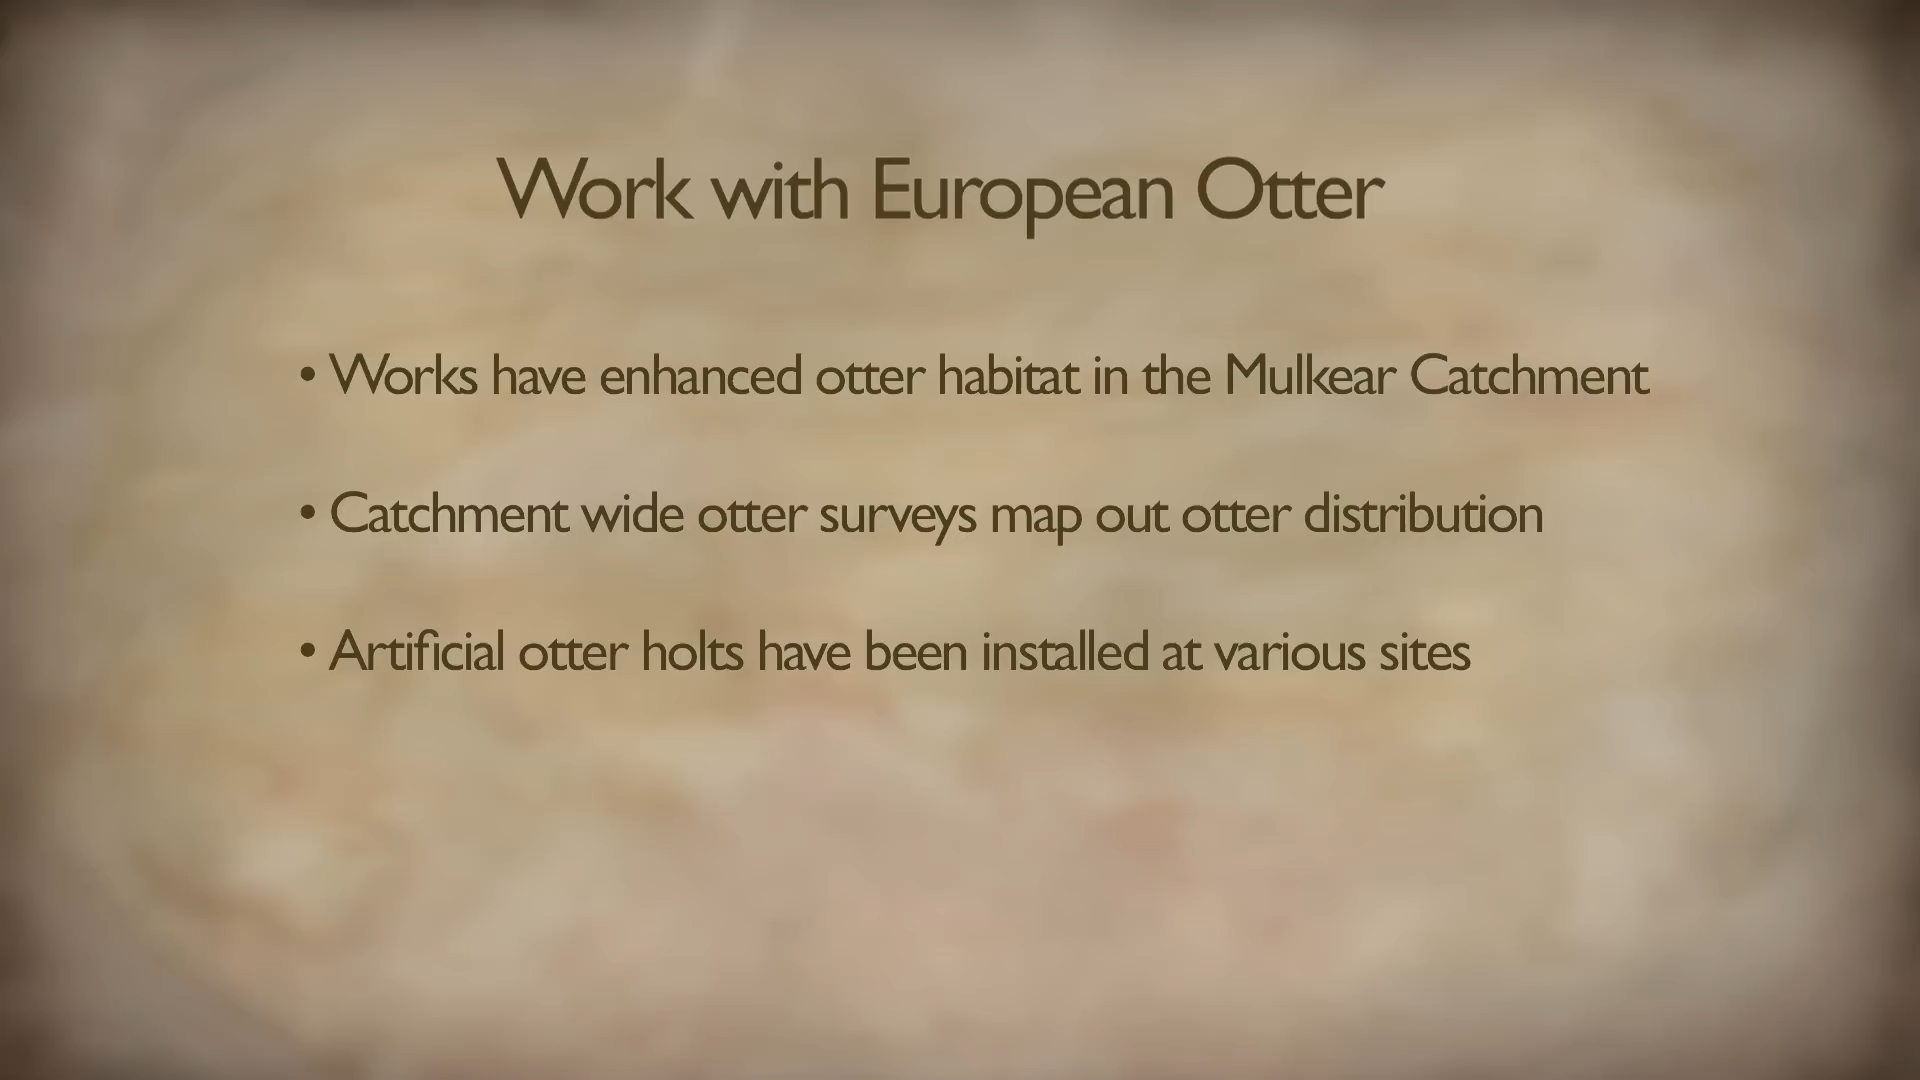 Work with European Otter
• Works have enhanced otter habitat in the Mulkear Catchment
• Catchment wide otter surveys map out otter distribution
• Artificial otter holts have been installed at various sites